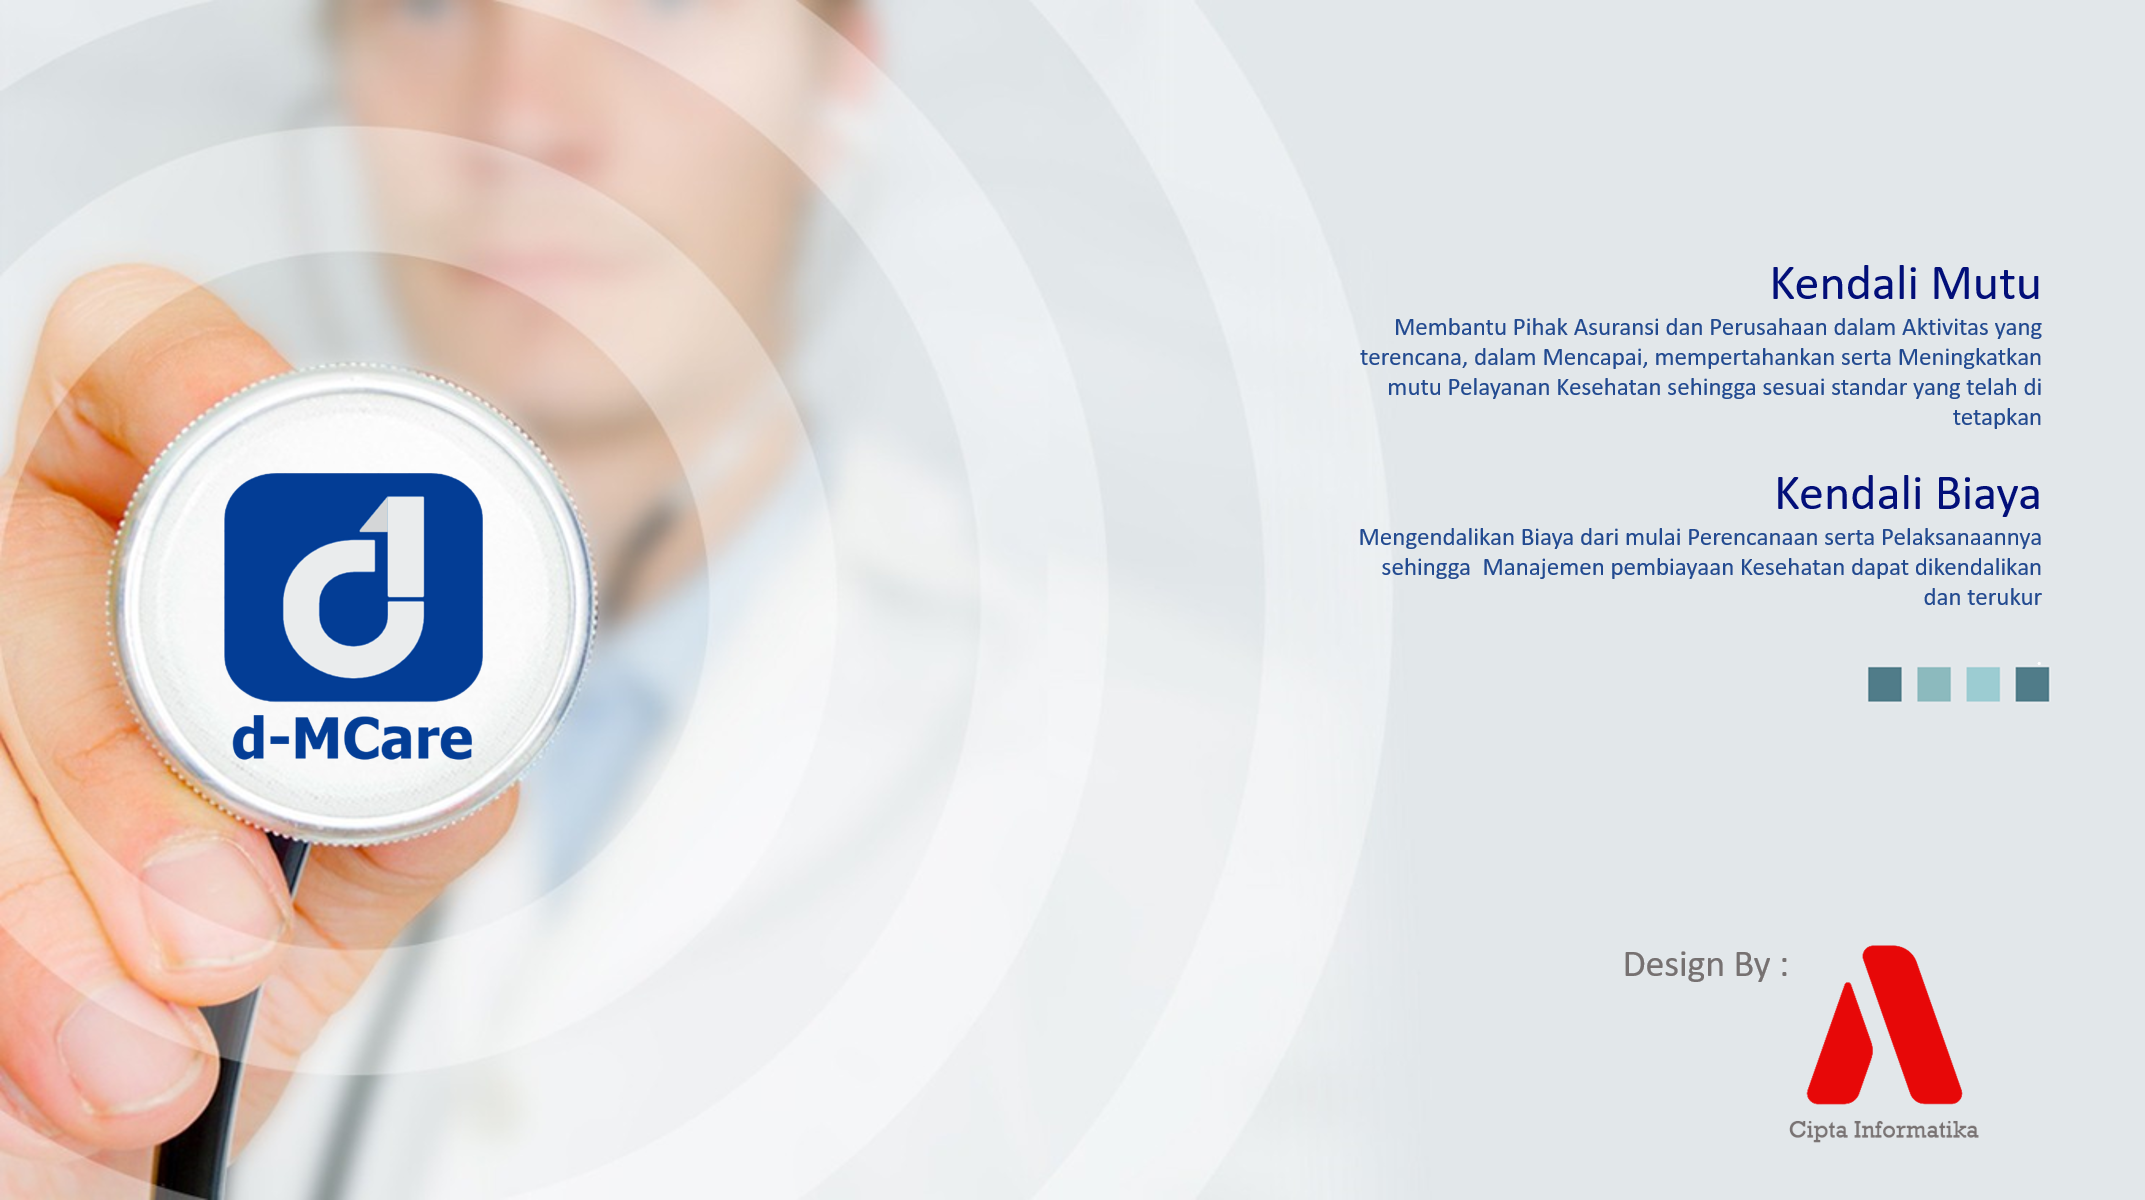 d-MCare
Kendali Mutu
Membantu Pihak Asuransi dan Perusahaan dalam Aktivitas yang
terencana, dalam Mencapai, mempertahankan serta Meningkatkan
mutu Pelayanan Kesehatan sehingga sesuai standar yang telah di
tetapkan
Kendali Biaya
Mengendalikan Biaya dari mulai Perencanaan serta Pelaksanaannya
sehingga  Manajemen pembiayaan Kesehatan dapat dikendalikan
dan terukur
Design By :
Cipta Informatika